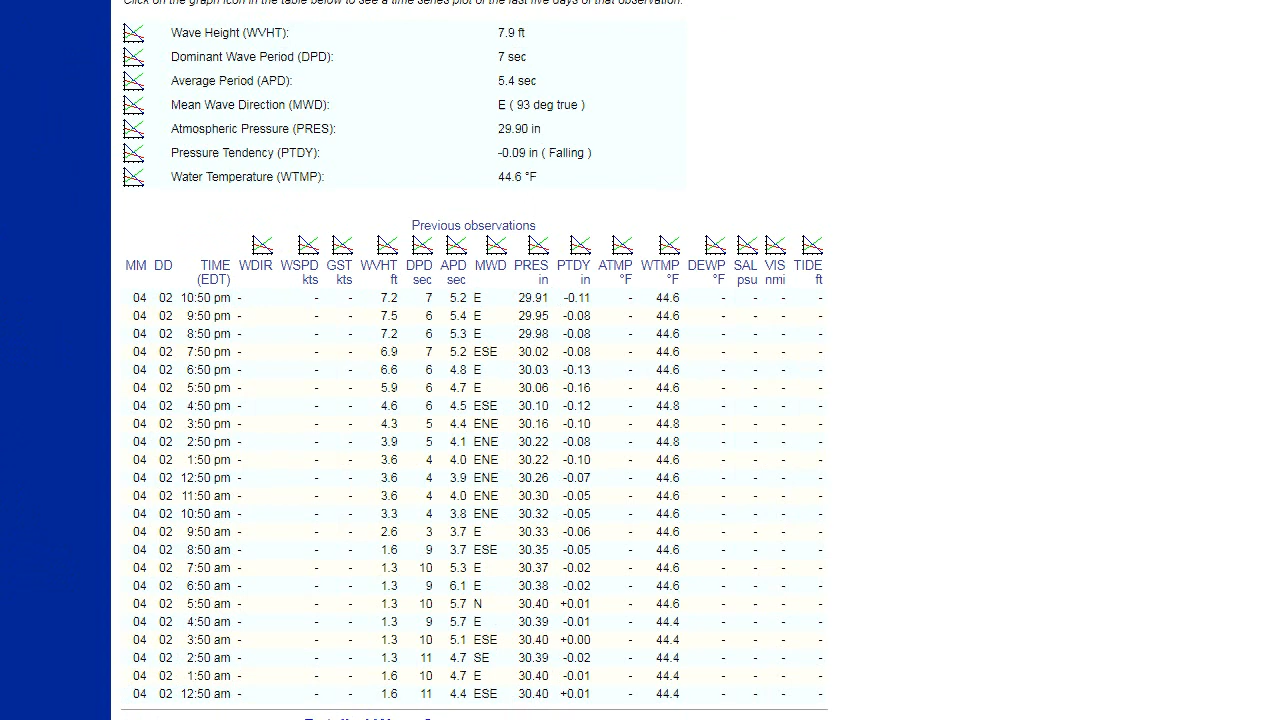 Click on the graph icon in the table below to see a time series plot of the last five days of that observation.
Wave Height (WVHT): 7.9 ft
Dominant Wave Period (DPD): 7 sec
Average Period (APD): 5.4 sec
Mean Wave Direction (MWD): E ( 93 deg true )
Atmospheric Pressure (PRES): 29.90 in
Pressure Tendency (PTDY): -0.09 in ( Falling )
Water Temperature (WTMP): 44.6 °F
Previous observations
MM DD TIME WDIR WSPD GST WVHT DPD APD MWD PRES PTDY ATMP WTMP DEWP SAL VIS TIDE
(EDT) kts kts ft sec sec in in °F °F °F psu nmi ft
04 02 10:50 pm - - - 7.2 7 5.2 E 29.91 -0.11 - 44.6 - - - -
04 02 9:50 pm - - - 7.5 6 5.4 E 29.95 -0.08 - 44.6 - - - -
04 02 8:50 pm - - - 7.2 6 5.3 E 29.98 -0.08 - 44.6 - - - -
04 02 7:50 pm - - - 6.9 7 5.2 ESE 30.02 -0.08 - 44.6 - - - -
04 02 6:50 pm - - - 6.6 6 4.8 E 30.03 -0.13 - 44.6 - - - -
04 02 5:50 pm - - - 5.9 6 4.7 E 30.06 -0.16 - 44.6 - - - -
04 02 4:50 pm - - - 4.6 6 4.5 ESE 30.10 -0.12 - 44.8 - - - -
04 02 3:50 pm - - - 4.3 5 4.4 ENE 30.16 -0.10 - 44.8 - - - -
04 02 2:50 pm - - - 3.9 5 4.1 ENE 30.22 -0.08 - 44.8 - - - -
04 02 1:50 pm - - - 3.6 4 4.0 ENE 30.22 -0.10 - 44.6 - - - -
04 02 12:50 pm - - - 3.6 4 3.9 ENE 30.26 -0.07 - 44.6 - - - -
04 02 11:50 am - - - 3.6 4 4.0 ENE 30.30 -0.05 - 44.6 - - - -
04 02 10:50 am - - - 3.3 4 3.8 ENE 30.32 -0.05 - 44.6 - - - -
04 02 9:50 am - - - 2.6 3 3.7 E 30.33 -0.06 - 44.6 - - - -
04 02 8:50 am - - - 1.6 9 3.7 ESE 30.35 -0.05 - 44.6 - - - -
04 02 7:50 am - - - 1.3 10 5.3 E 30.37 -0.02 - 44.6 - - - -
04 02 6:50 am - - - 1.3 9 6.1 E 30.38 -0.02 - 44.6 - - - -
04 02 5:50 am - - - 1.3 10 5.7 N 30.40 +0.01 - 44.6 - - - -
04 02 4:50 am - - - 1.3 9 5.7 E 30.39 -0.01 - 44.4 - - - -
04 02 3:50 am - - - 1.3 10 5.1 ESE 30.40 +0.00 - 44.4 - - - -
04 02 2:50 am - - - 1.3 11 4.7 SE 30.39 -0.02 - 44.4 - - - -
04 02 1:50 am - - - 1.6 10 4.7 E 30.40 -0.01 - 44.4 - - - -
04 02 12:50 am - - - 1.6 11 4.4 ESE 30.40 +0.01 - 44.4 - - - -